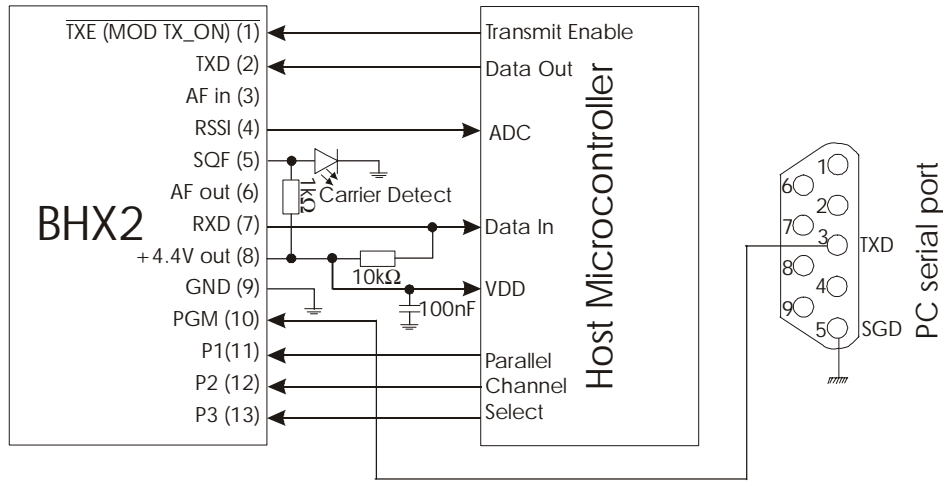 TXE (MOD TX_ON) (1)
TXD (2)
AF in (3)
RSSI (4)
SQF (5)
AF out (6)
RXD (7)
+4.4V out (8)
GND (9)
PGM (10)
P1(11)
P2 (12)
P3 (13)
BHX2
1kΩ
Carrier Detect
10kΩ
100nF
Transmit Enable
Data Out
ADC
Data In
VDD
Parallel
Channel
Select
Host Microcontroller
1
6
2
7
3
TXD
8
4
9
5
SGD
PC serial port